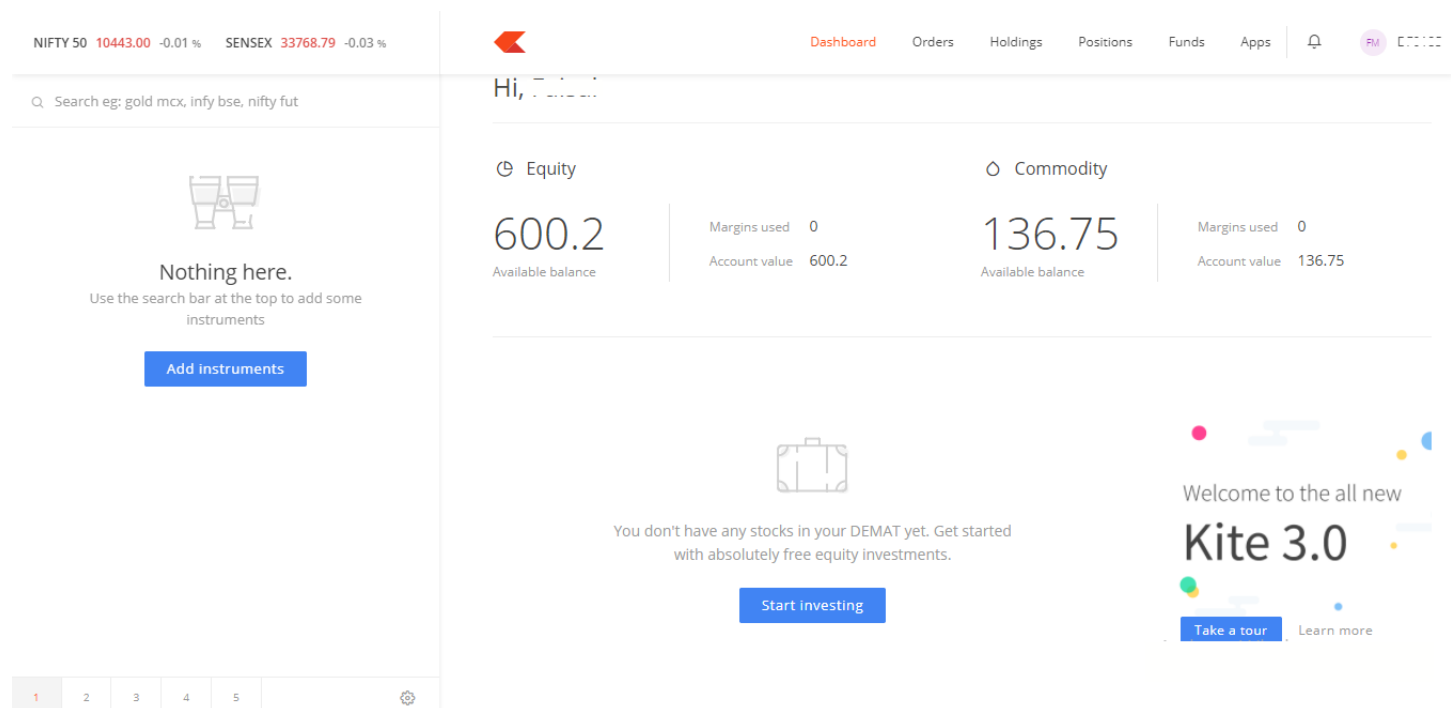 NIFTY 50 10443.00 -0.01 % SENSEX 33768.79 -0.03 %
Dashboard Orders Holdings Positions Funds Apps FM
Search eg: gold mcx, infy bse, nifty fut
Nothing here.
Use the search bar at the top to add some
instruments
Add instruments
1 2 3 4 5
Hi,
Equity
600.2
Available balance
Margins used 0
Account value 600.2
Commodity
136.75
Available balance
Margins used 0
Account value 136.75
You don't have any stocks in your DEMAT yet. Get started
with absolutely free equity investments.
Start investing
Welcome to the all new
Kite 3.0
Take a tour Learn more